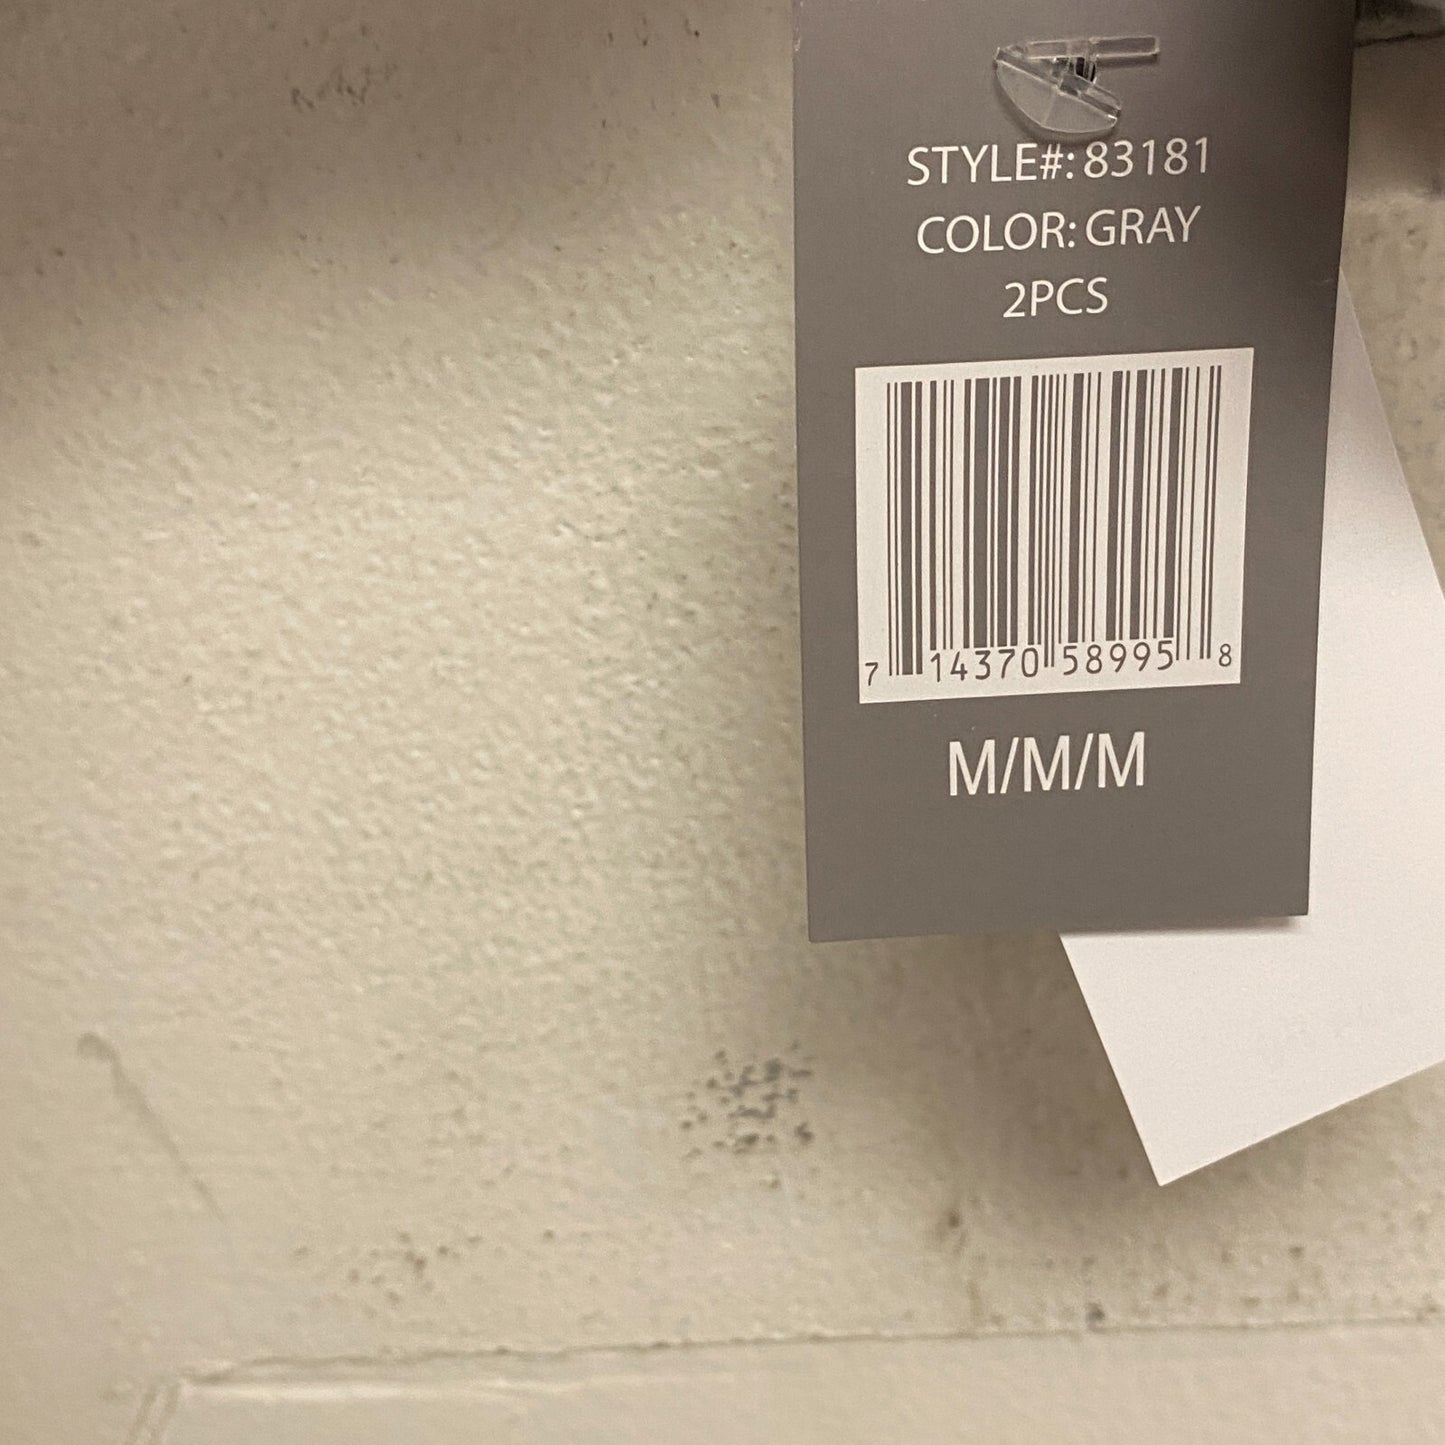 STYLE#: 83181
COLOR: GRAY
2PCS
7 14370 58995 8
M/M/M